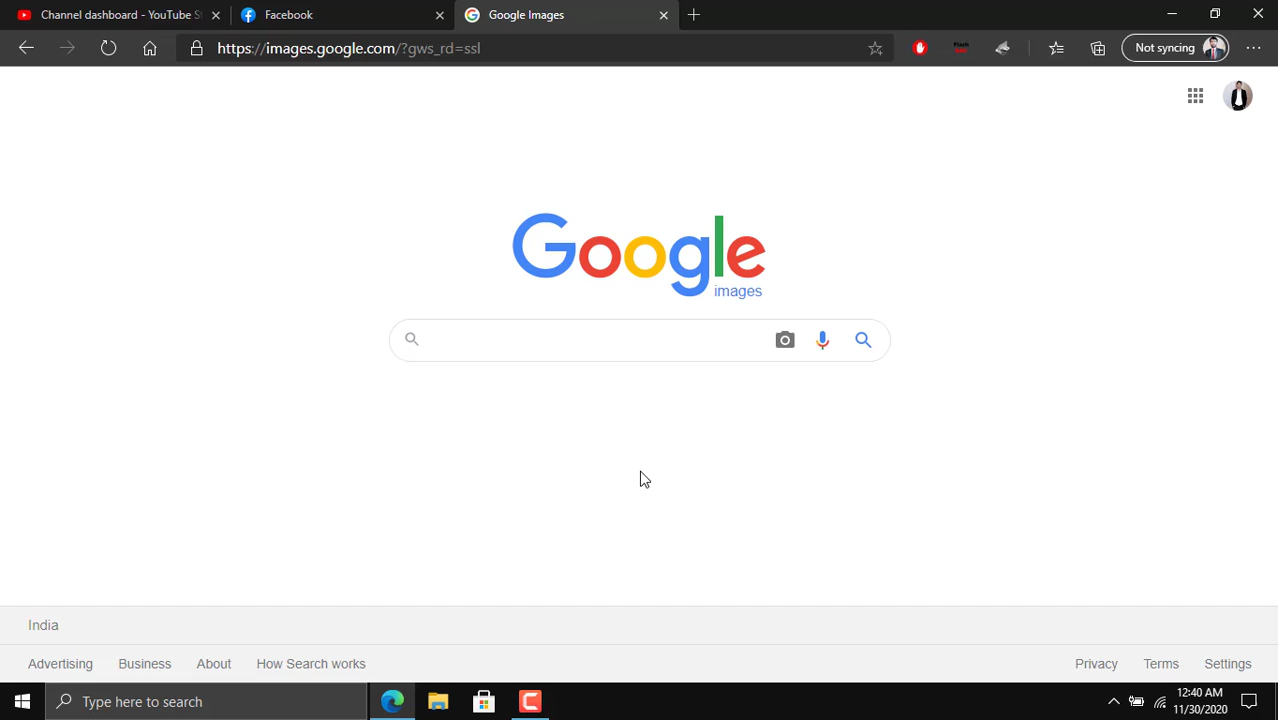 Channel dashboard - YouTube S
Facebook
Google Images
https://images.google.com/?gws_rd=ssl
Not syncing
Google
images
India
Advertising
Business
About
How Search works
Privacy
Terms
Settings
Type here to search
12:40 AM
11/30/2020